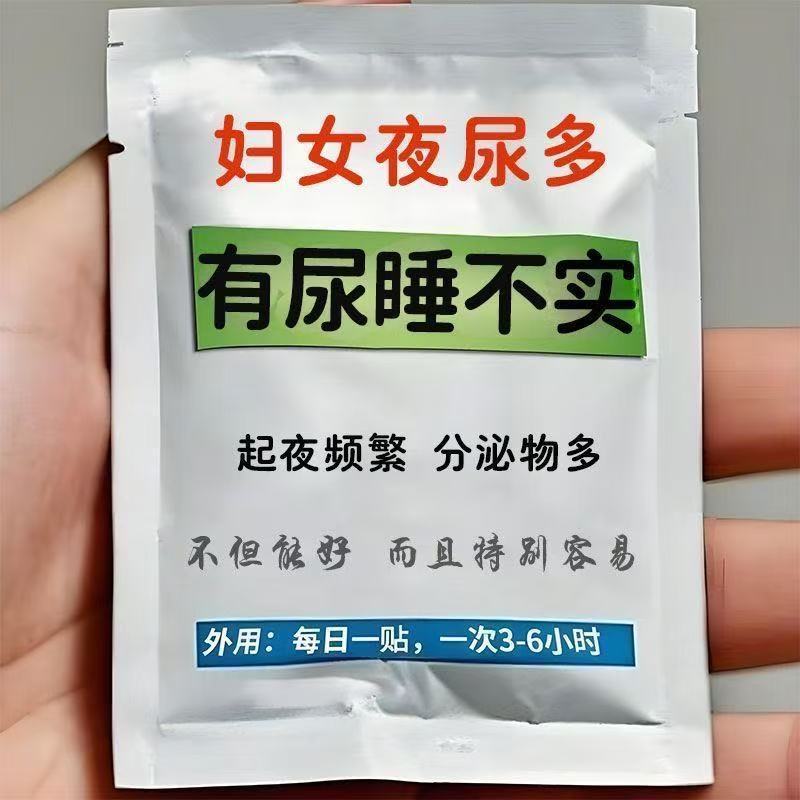 妇女夜尿多
有尿睡不实
起夜频繁 分泌物多
不但能好 而且特别容易
外用：每日一贴，一次3-6小时